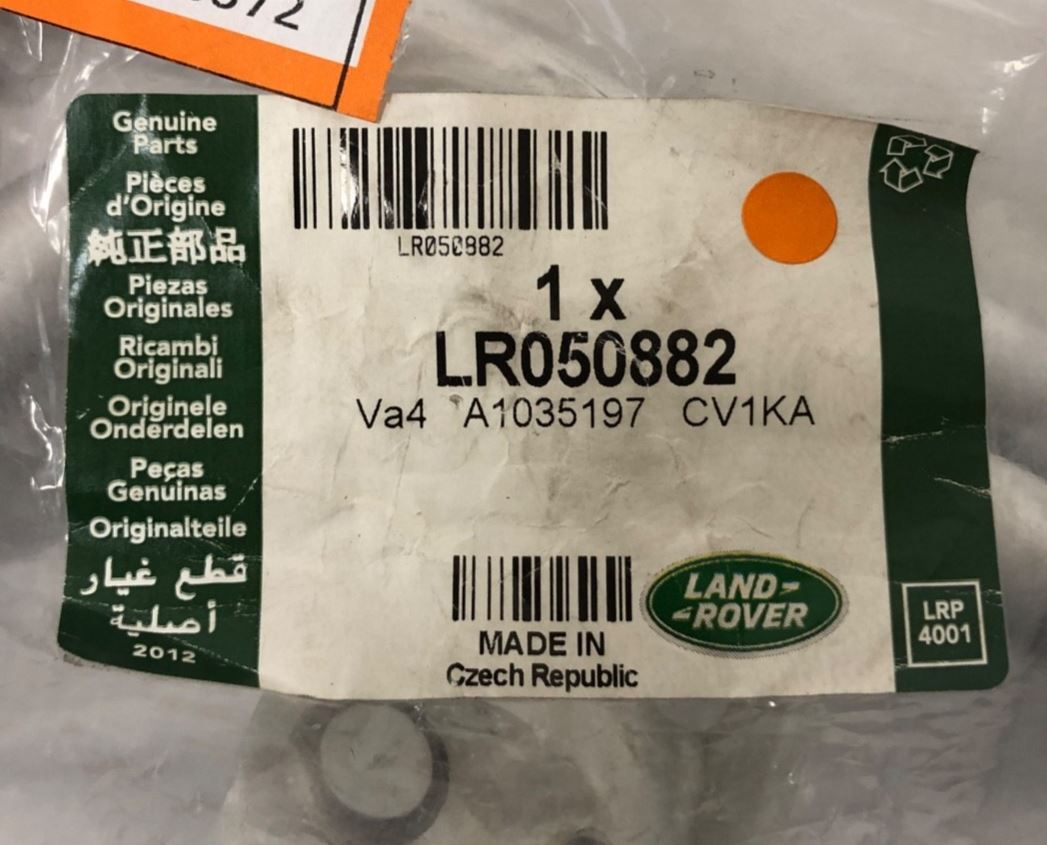 Genuine
Parts
Pièces
d'Origine
純正部品
Piezas
Originales
Ricambi
Originali
Originele
Onderdelen
Peças
Genuinas
Originalteile
قطع غيار
أصلية
2012
LR050882
1 x
LR050882
Va4 A1035197 CV1KA
MADE IN
Czech Republic
LAND-
-ROVER
LRP
4001